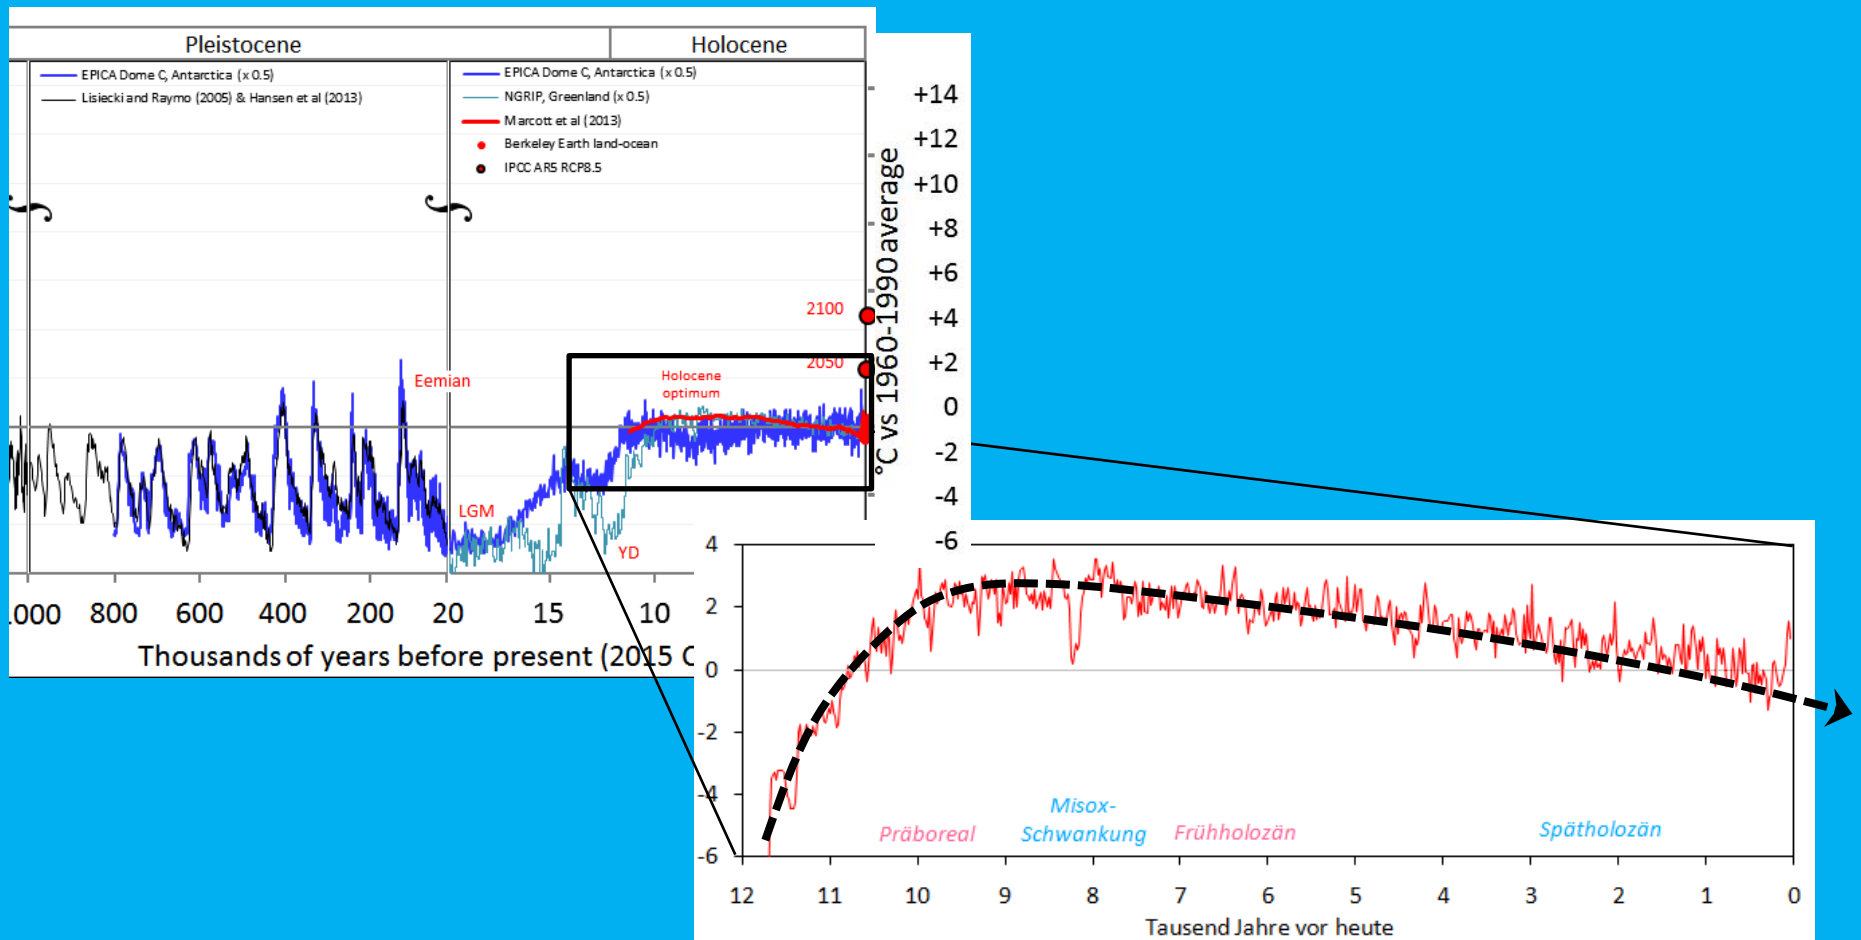 Pleistocene
Holocene
EPICA Dome C, Antarctica (x 0.5)
Lisiecki and Raymo (2005) & Hansen et al (2013)
EPICA Dome C, Antarctica (x 0.5)
NGRIP, Greenland (x 0.5)
Marcott et al (2013)
Berkeley Earth land-ocean
IPCC AR5 RCP8.5
2100
2050
Holocene
optimum
Eemian
LGM
YD
°C vs 1960-1990 average
+14
+12
+10
+8
+6
+4
+2
0
-2
-4
-6
800
600
400
200
20
15
10
Thousands of years before present (2015
4
2
0
-2
-4
-6
Präboreal
Misox-
Schwankung
Frühholozän
Spätholozän
12
11
10
9
8
7
6
5
4
3
2
1
0
Tausend Jahre vor heute